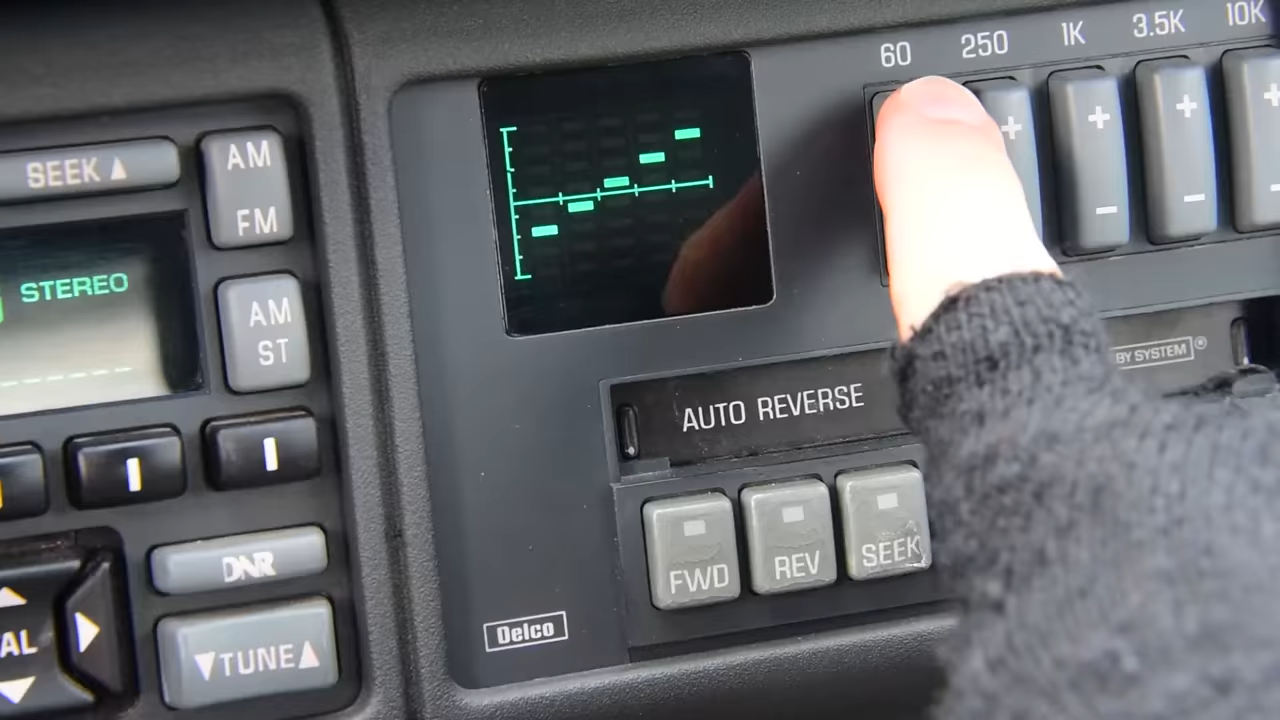 60 250 1K 3.5K 10K
SEEK ▲
AM
FM
STEREO
AM
ST
BY SYSTEM®
AUTO REVERSE
FWD REV SEEK
DNR
AL
▼TUNE▲
Delco